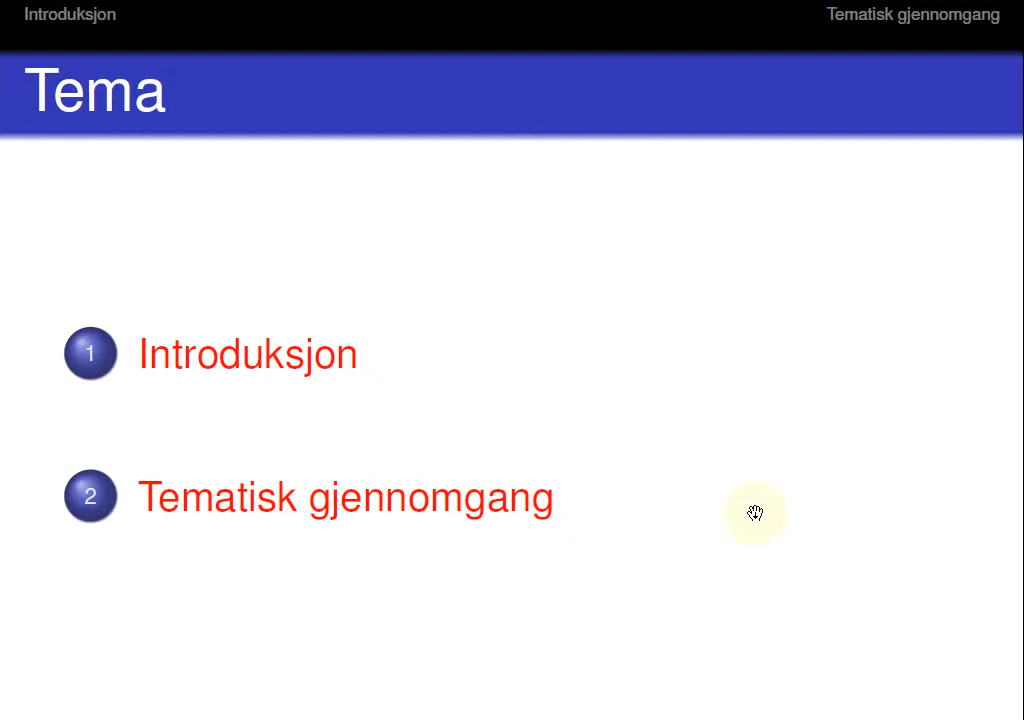 Introduksjon
Tematisk gjennomgang
Tema
1 Introduksjon
2 Tematisk gjennomgang